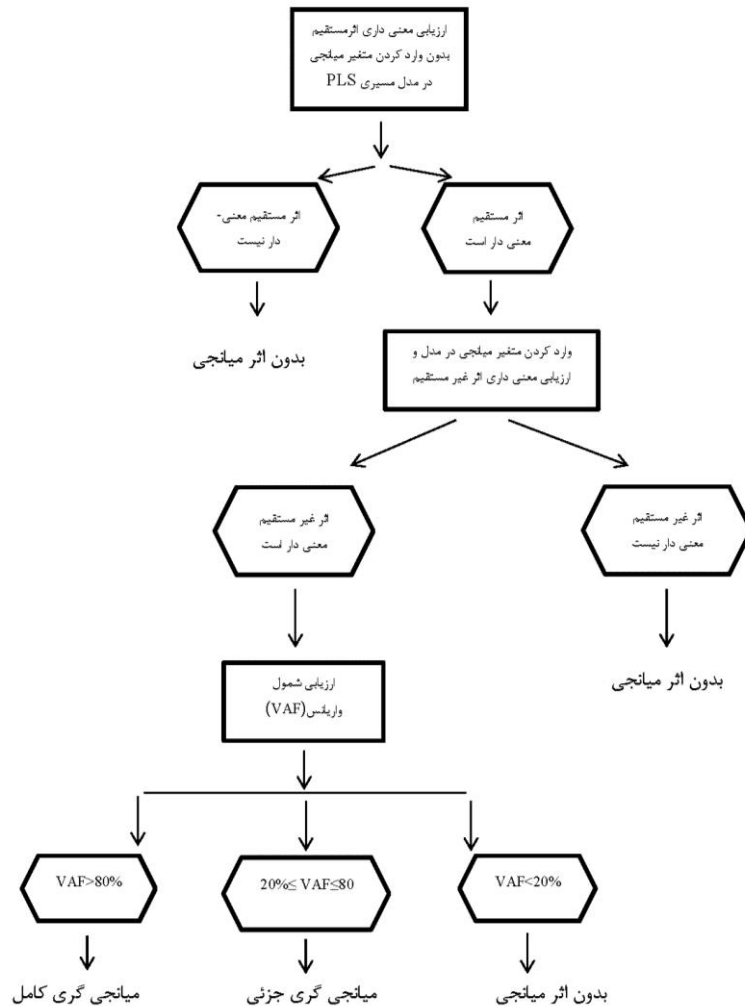 ارزیابی معنی داری اثرمستقیم
بدون وارد کردن متغیر میانجی
در مدل مسیری PLS
اثر مستقیم
معنی دار است
اثر مستقیم معنی-
دار نیست
بدون اثر میانجی
وارد کردن متغیر میانجی در مدل و
ارزیابی معنی داری اثر غیر مستقیم
اثر غیر مستقیم
معنی دار نیست
اثر غیر مستقیم
معنی دار است
بدون اثر میانجی
ارزیابی شمول
واریانس(VAF)
VAF<20%
20%≤ VAF≤80
VAF>80%
بدون اثر میانجی
میانجی گری جزئی
میانجی گری کامل